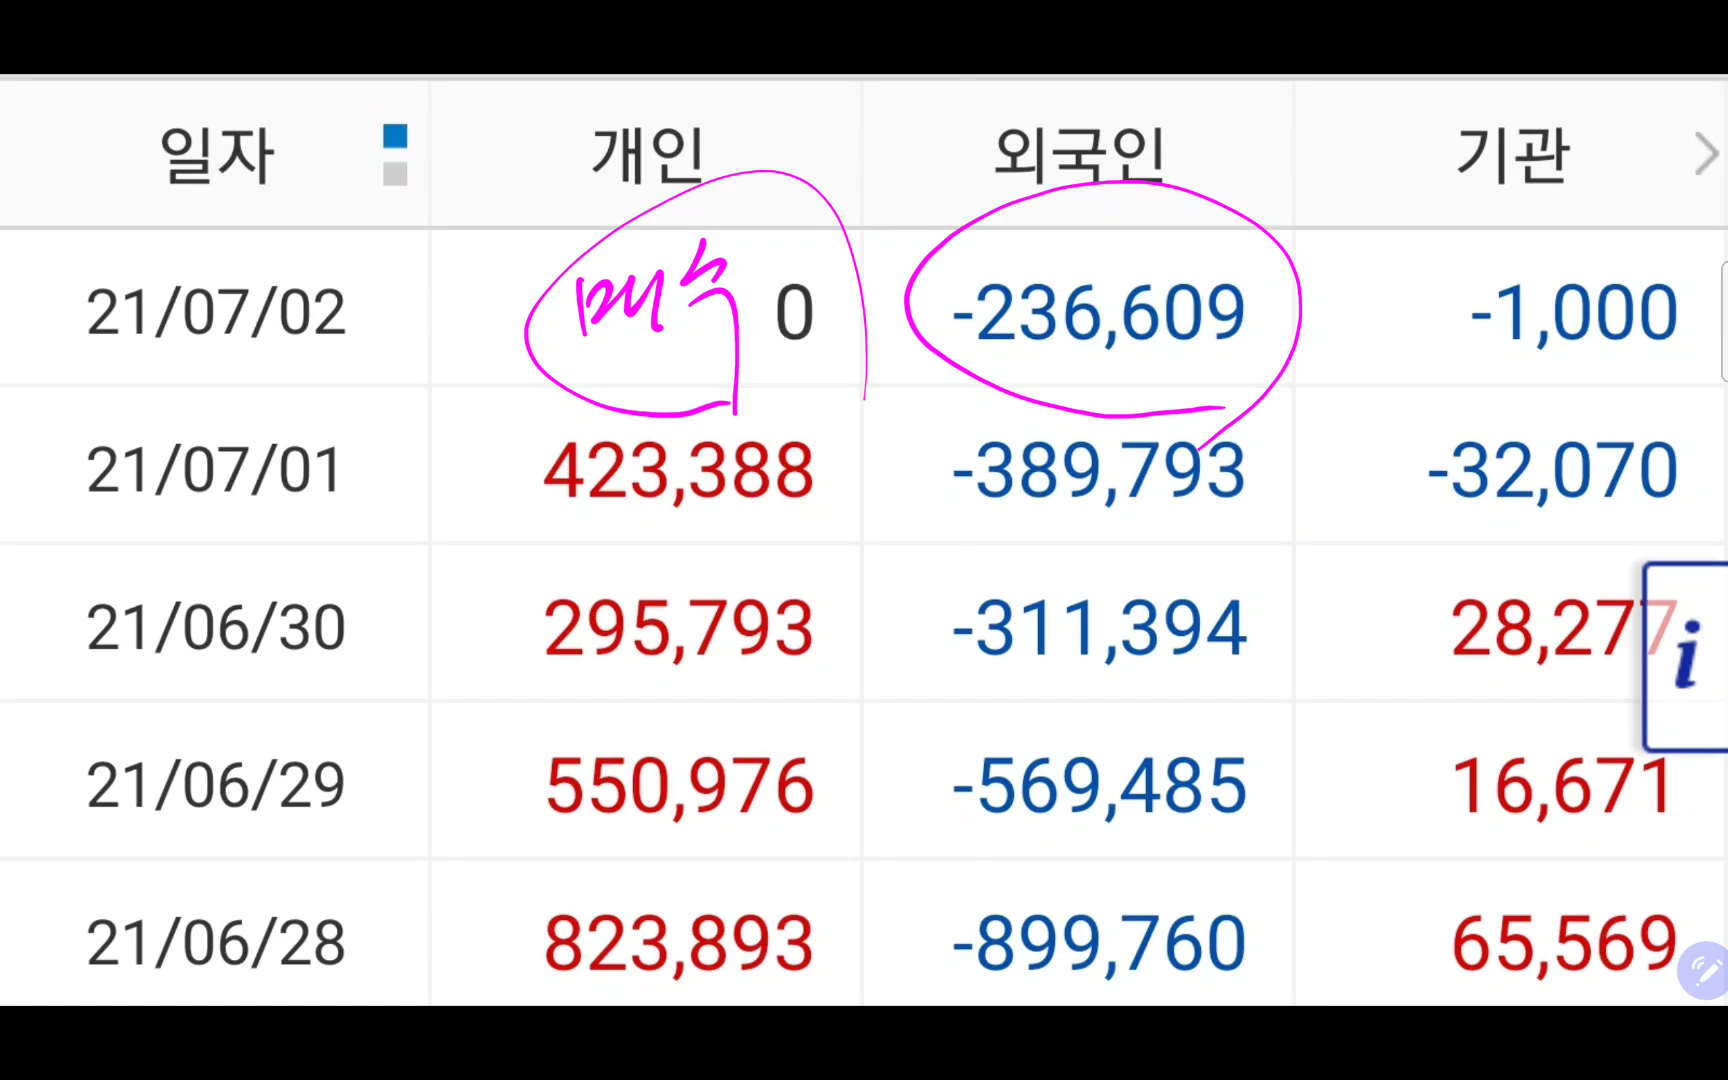 일자 개인 외국인 기관
21/07/02 매수 0 -236,609 -1,000
21/07/01 423,388 -389,793 -32,070
21/06/30 295,793 -311,394 28,277
i
21/06/29 550,976 -569,485 16,671
21/06/28 823,893 -899,760 65,569